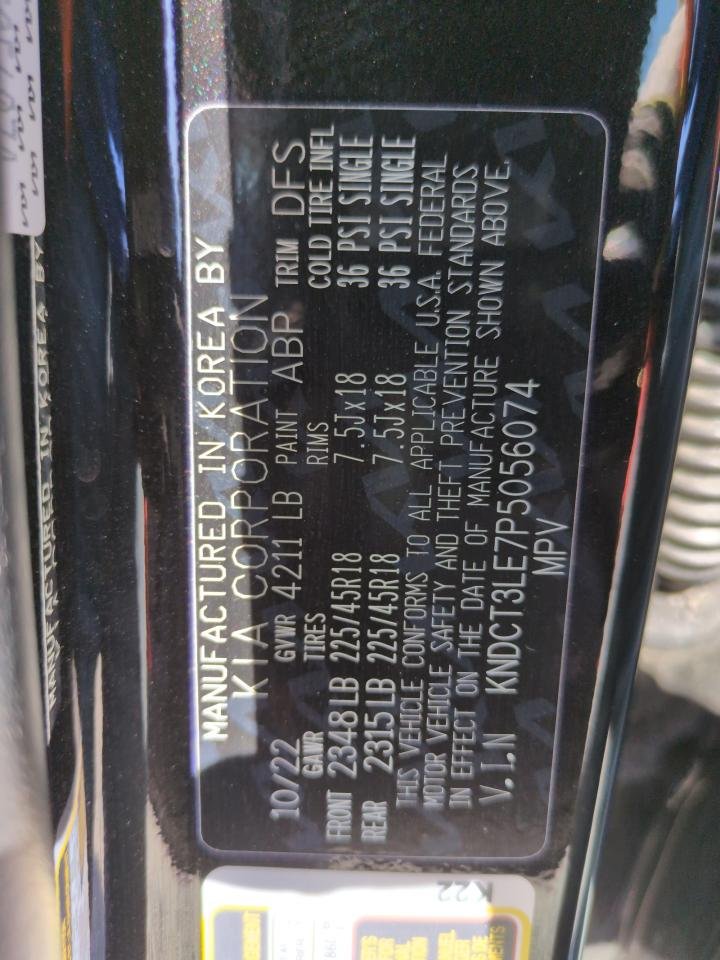 MANUFACTURED IN KOREA BY
KIA CORPORATION
10/22 GVWR 4211 LB PAINT ABP TRIM DFS
GAWR TIRES RIMS COLD TIRE INFL
FRONT 2348 LB 225/45R18 7.5Jx18 36 PSI SINGLE
REAR 2315 LB 225/45R18 7.5Jx18 36 PSI SINGLE
THIS VEHICLE CONFORMS TO ALL APPLICABLE U.S.A. FEDERAL
MOTOR VEHICLE SAFETY AND THEFT PREVENTION STANDARDS
IN EFFECT ON THE DATE OF MANUFACTURE SHOWN ABOVE.
V.I.N KNDCT3LE7P5056074
MPV
K22